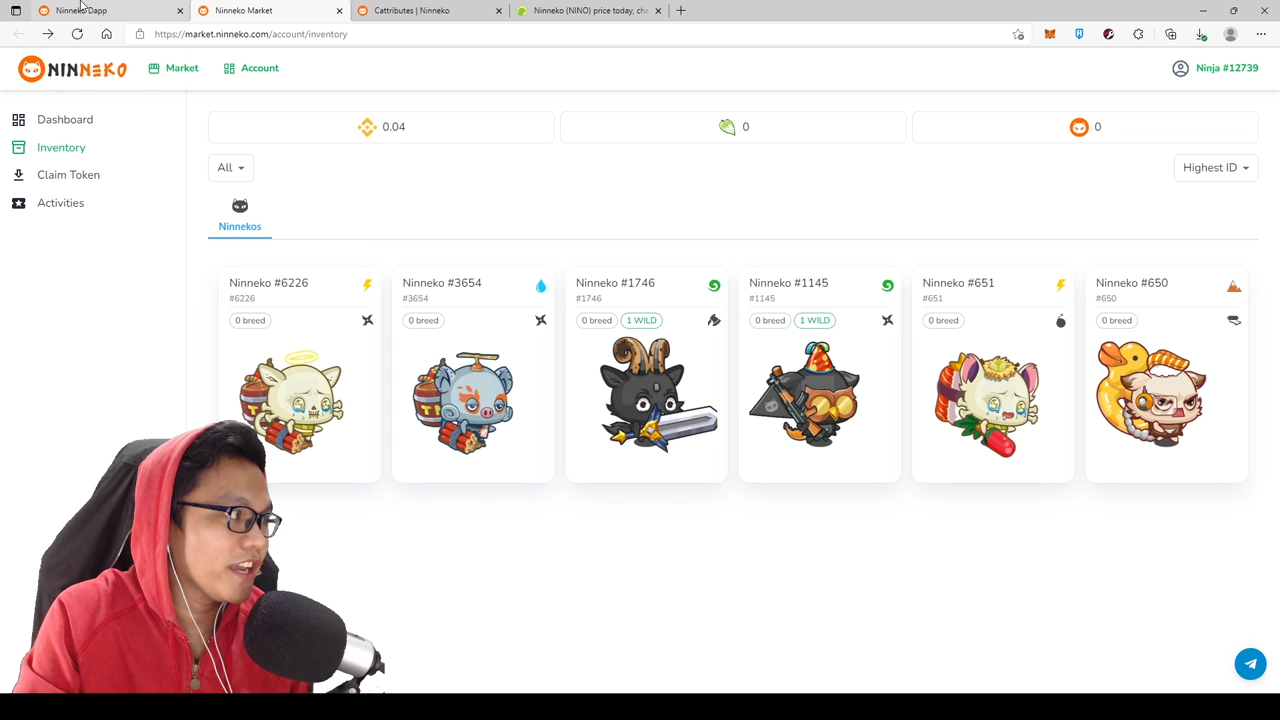 Ninneko Dapp
Ninneko Market
Cattributes | Ninneko
Ninneko (NINO) price today, cha
https://market.ninneko.com/account/inventory
NINNEKO
Market
Account
Ninja #12739
Dashboard
Inventory
Claim Token
Activities
0.04
0
0
All
Highest ID
Ninnekos
Ninneko #6226
#6226
0 breed
Ninneko #3654
#3654
0 breed
Ninneko #1746
#1746
0 breed
1 WILD
Ninneko #1145
#1145
0 breed
1 WILD
Ninneko #651
#651
0 breed
Ninneko #650
#650
0 breed